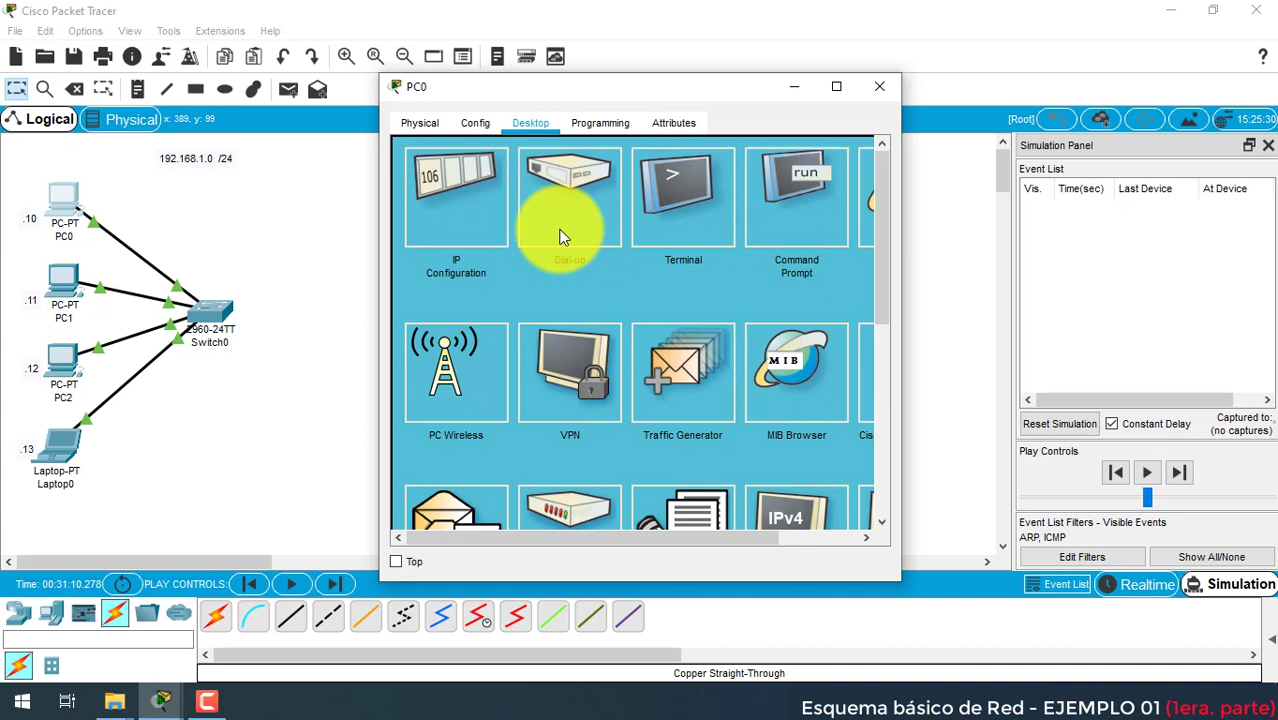 Cisco Packet Tracer
File Edit Options View Tools Extensions Help
Logical
Physical
x: 389, y: 99
[Root]
15:25:30
192.168.1.0 /24
.10
PC-PT
PC0
.11
PC-PT
PC1
.12
PC-PT
PC2
.13
Laptop-PT
Laptop0
2960-24TT
Switch0
PC0
Physical Config Desktop Programming Attributes
106
>
run
IP
Configuration
Dial-up
Terminal
Command
Prompt
MIB
PC Wireless
VPN
Traffic Generator
MIB Browser
Cis
IPv4
Top
Simulation Panel
Event List
Vis. Time(sec) Last Device At Device
Reset Simulation
Constant Delay
Captured to:
(no captures)
Play Controls
Event List Filters - Visible Events
ARP, ICMP
Edit Filters
Show All/None
Time: 00:31:10.278
PLAY CONTROLS:
Event List
Realtime
Simulation
Copper Straight-Through
Esquema básico de Red - EJEMPLO 01 (1era. parte)